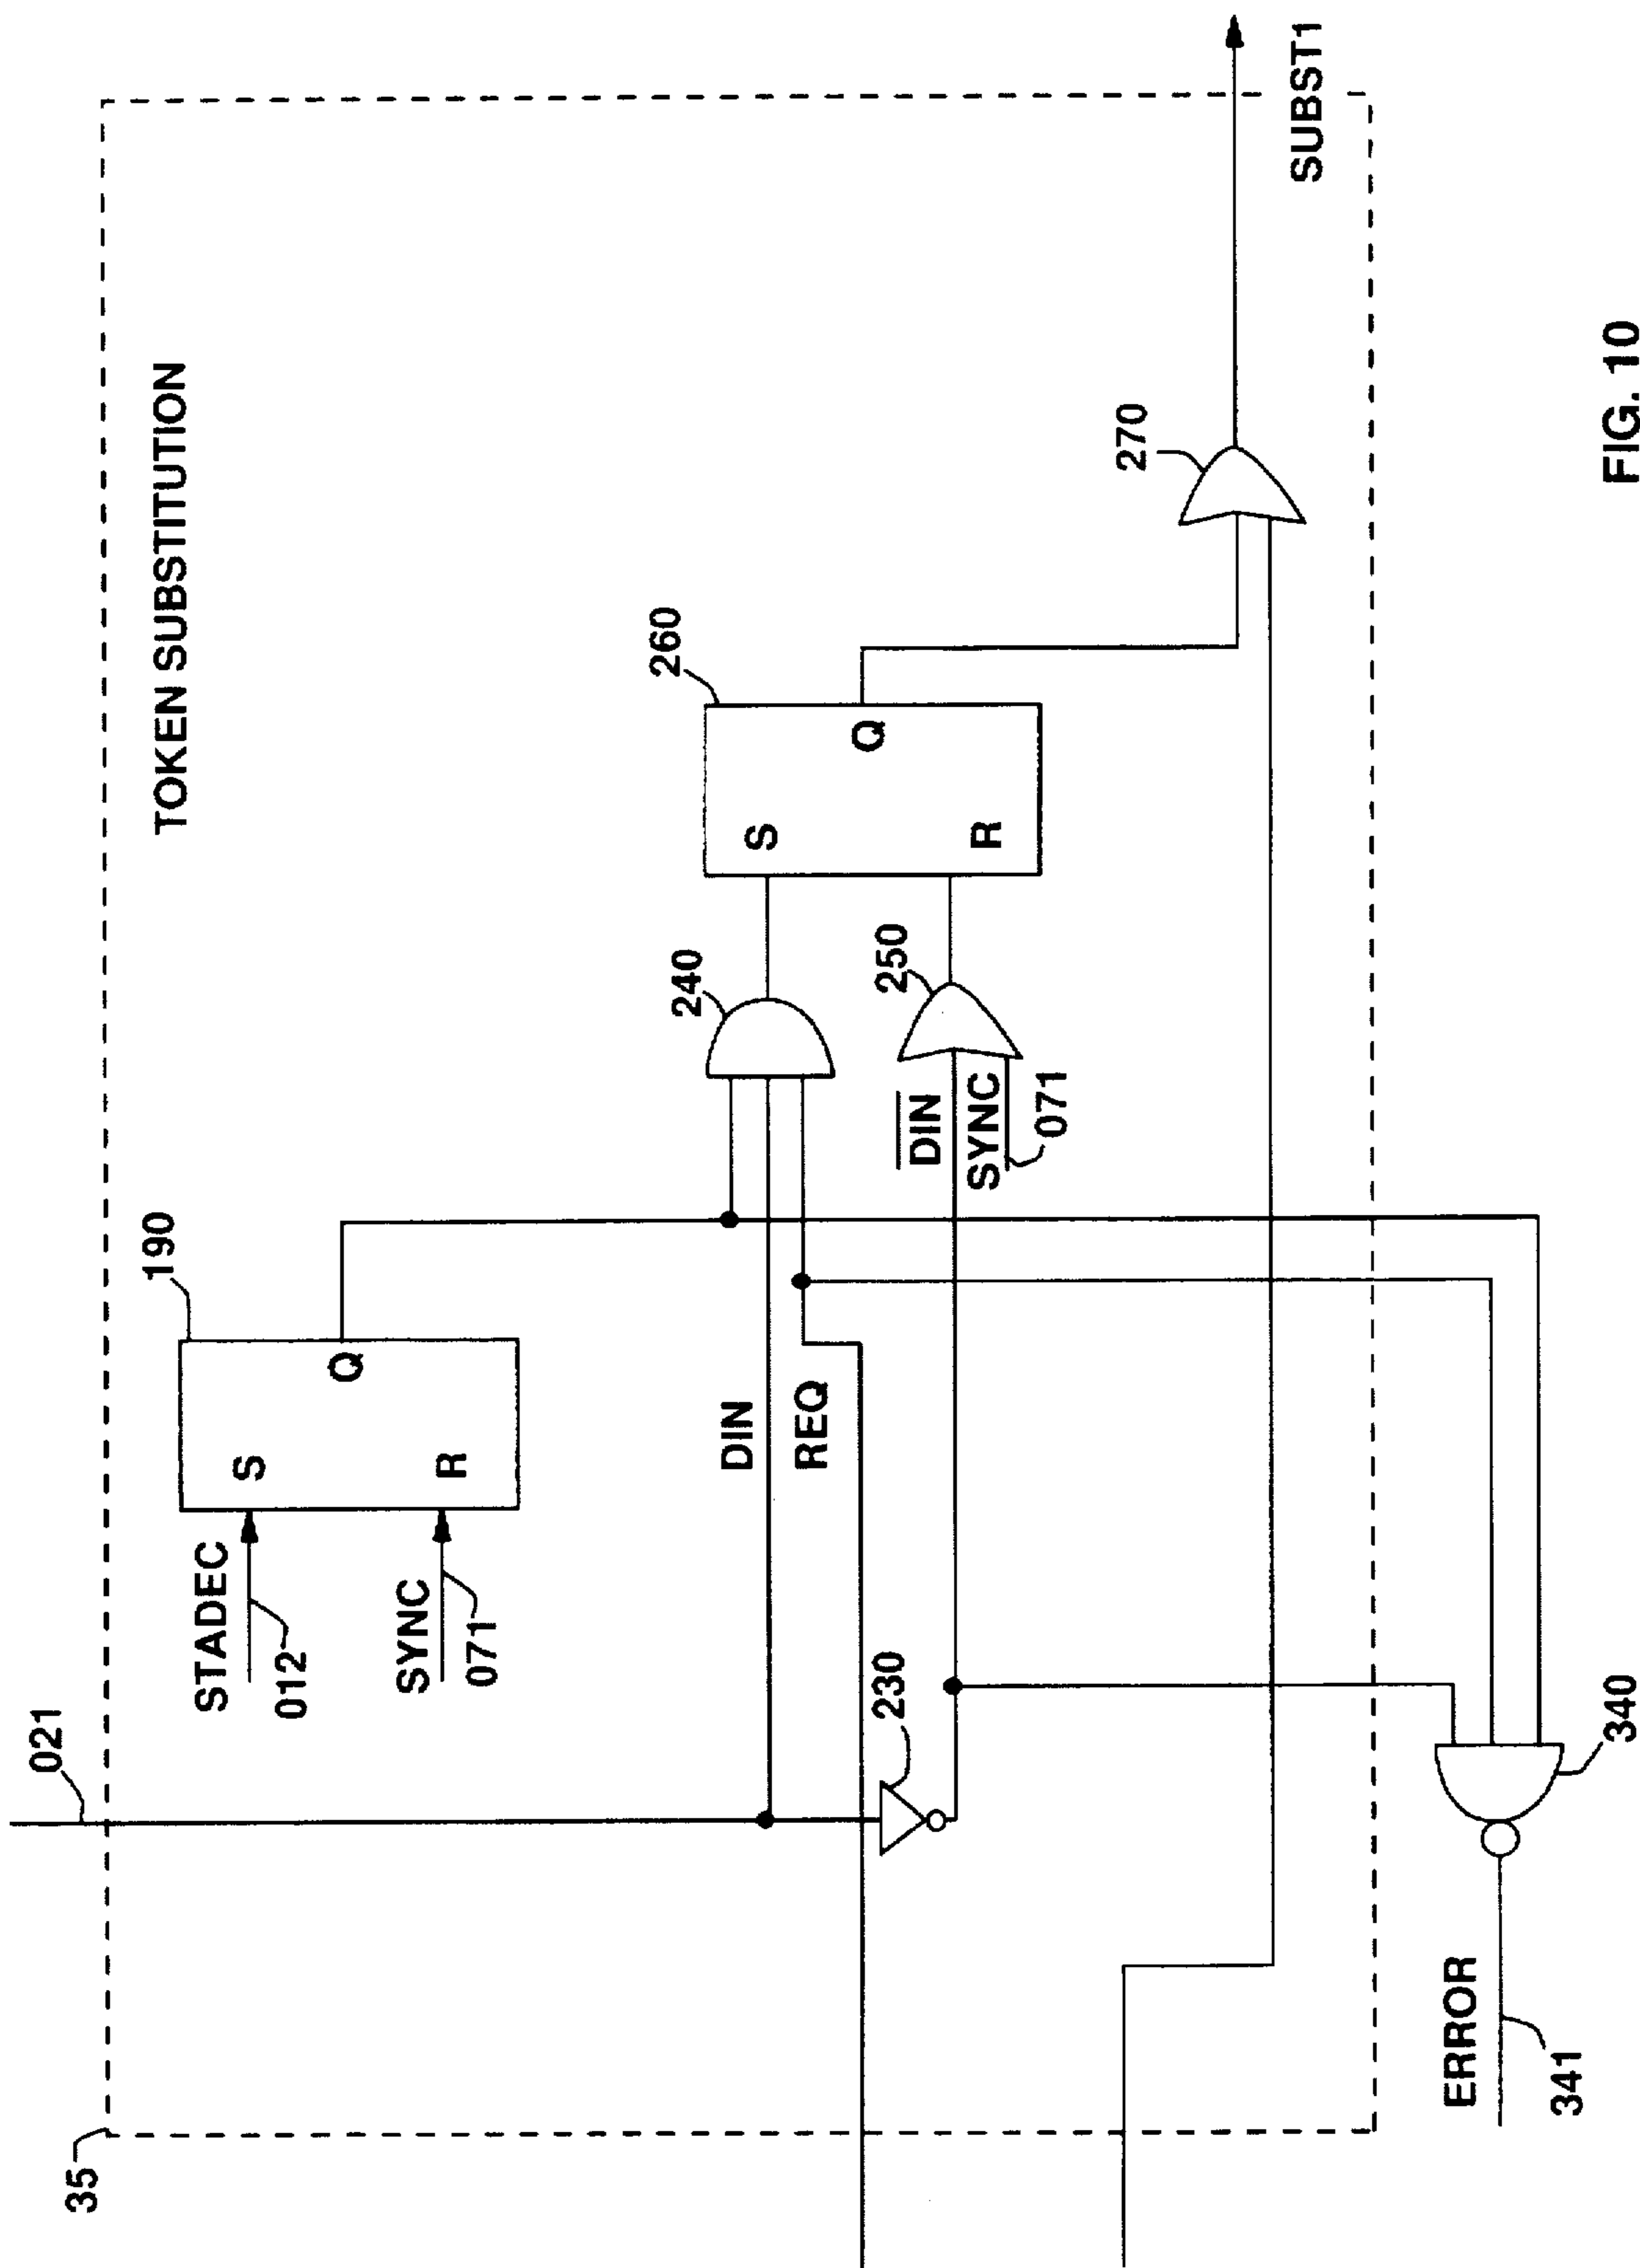 35
021
TOKEN SUBSTITUTION
STADEC
012
SYNC
071
S
R
Q
190
DIN
REQ
230
240
DIN
SYNC
071
250
S
R
Q
260
270
SUBST1
ERROR
341
340
FIG. 10